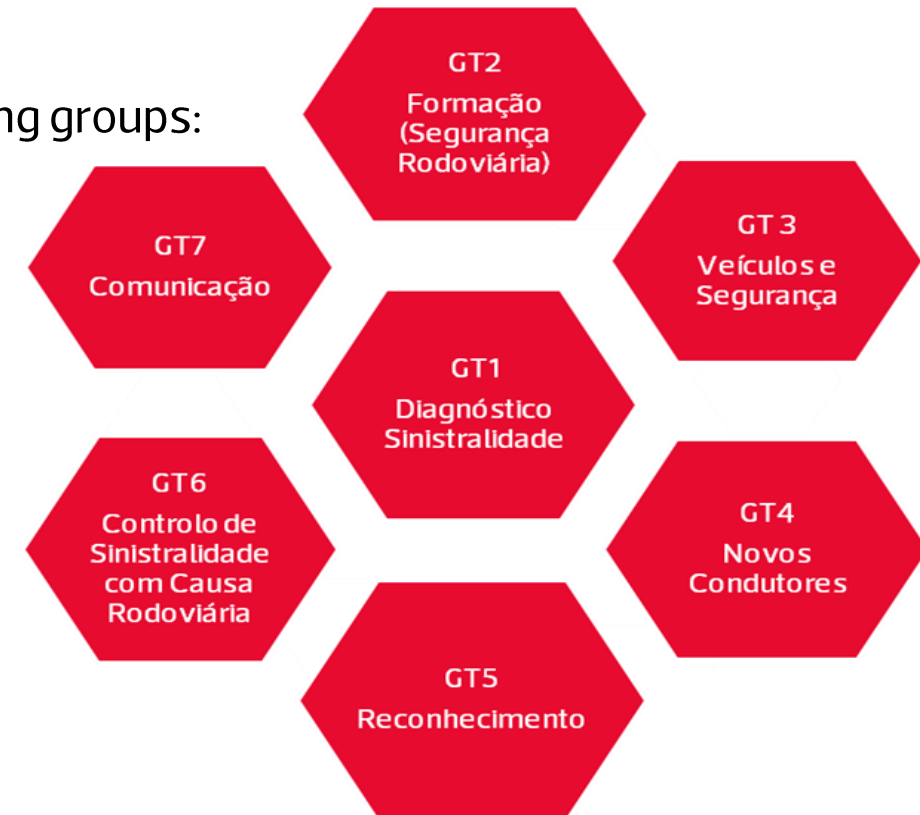 ng groups:
GT2
Formação
(Segurança
Rodoviária)
GT 3
Veículos e
Segurança
GT7
Comunicação
GT1
Diagnóstico
Sinistralidade
GT6
Controlo de
Sinistralidade
com Causa
Rodoviária
GT4
Novos
Condutores
GT5
Reconhecimento